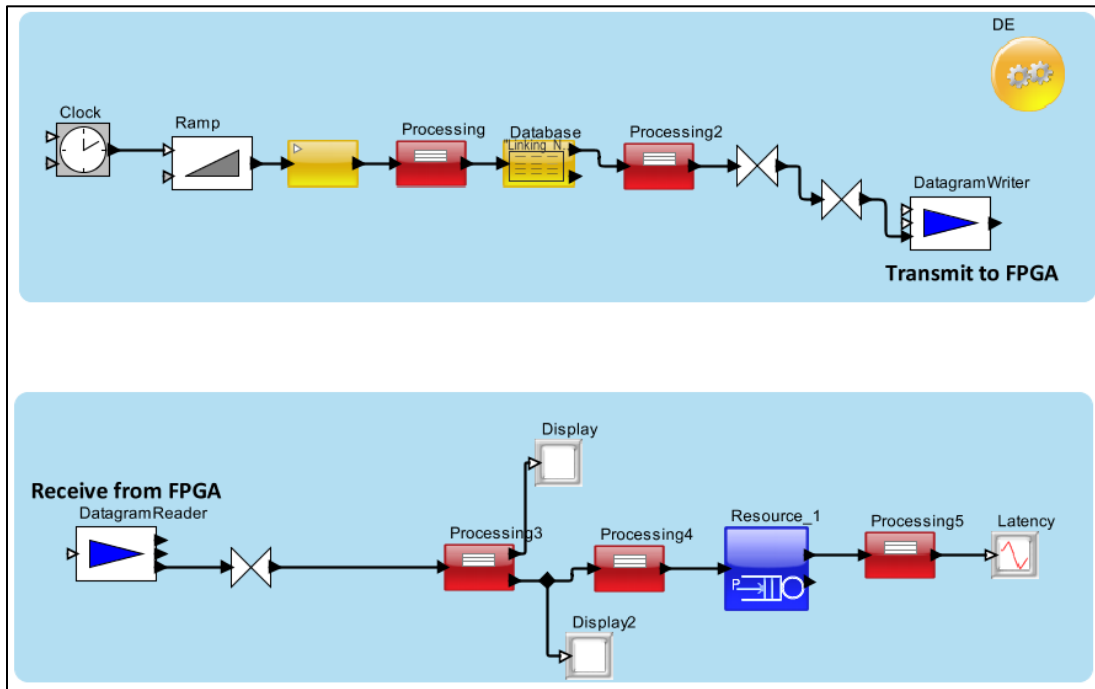 DE
Clock
Ramp
Processing
Database
"Linking_N...
Processing2
DatagramWriter
Transmit to FPGA
Display
Receive from FPGA
DatagramReader
Processing3
Processing4
Resource_1
Processing5
Latency
P
Display2